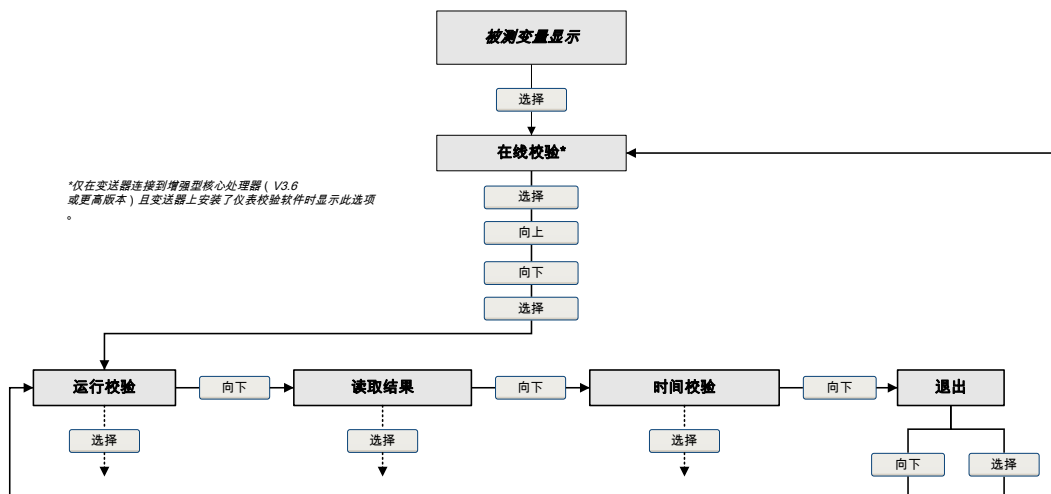 被测变量显示
选择
在线校验*
*仅在变送器连接到增强型核心处理器（V3.6
或更高版本）且变送器上安装了仪表校验软件时显示此选项
。
选择
向上
向下
选择
运行校验
向下
读取结果
向下
时间校验
向下
退出
选择
选择
选择
向下
选择